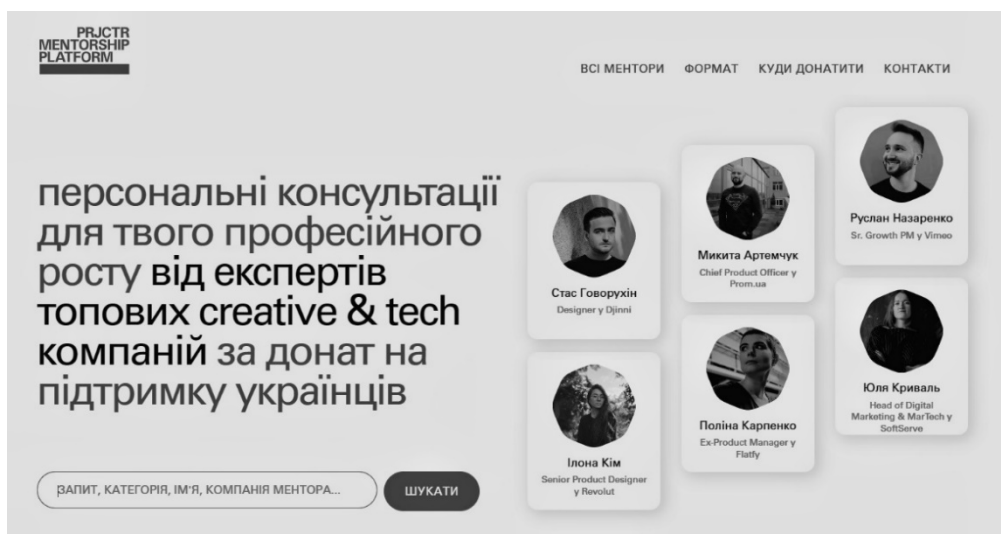 PRJCTR
MENTORSHIP
PLATFORM
ВСІ МЕНТОРИ ФОРМАТ КУДИ ДОНАТИТИ КОНТАКТИ
персональні консультації
для твого професійного
росту від експертів
топових creative & tech
компаній за донат на
підтримку українців
ЗАПИТ, КАТЕГОРІЯ, ІМ'Я, КОМПАНІЯ МЕНТОРА...
ШУКАТИ
Стас Говорухін
Designer у Djinni
Ілона Кім
Senior Product Designer
у Revolut
Микита Артемчук
Chief Product Officer у
Prom.ua
Поліна Карпенко
Ex-Product Manager у
Flatfy
Руслан Назаренко
Sr. Growth PM у Vimeo
Юля Криваль
Head of Digital
Marketing & MarTech у
SoftServe